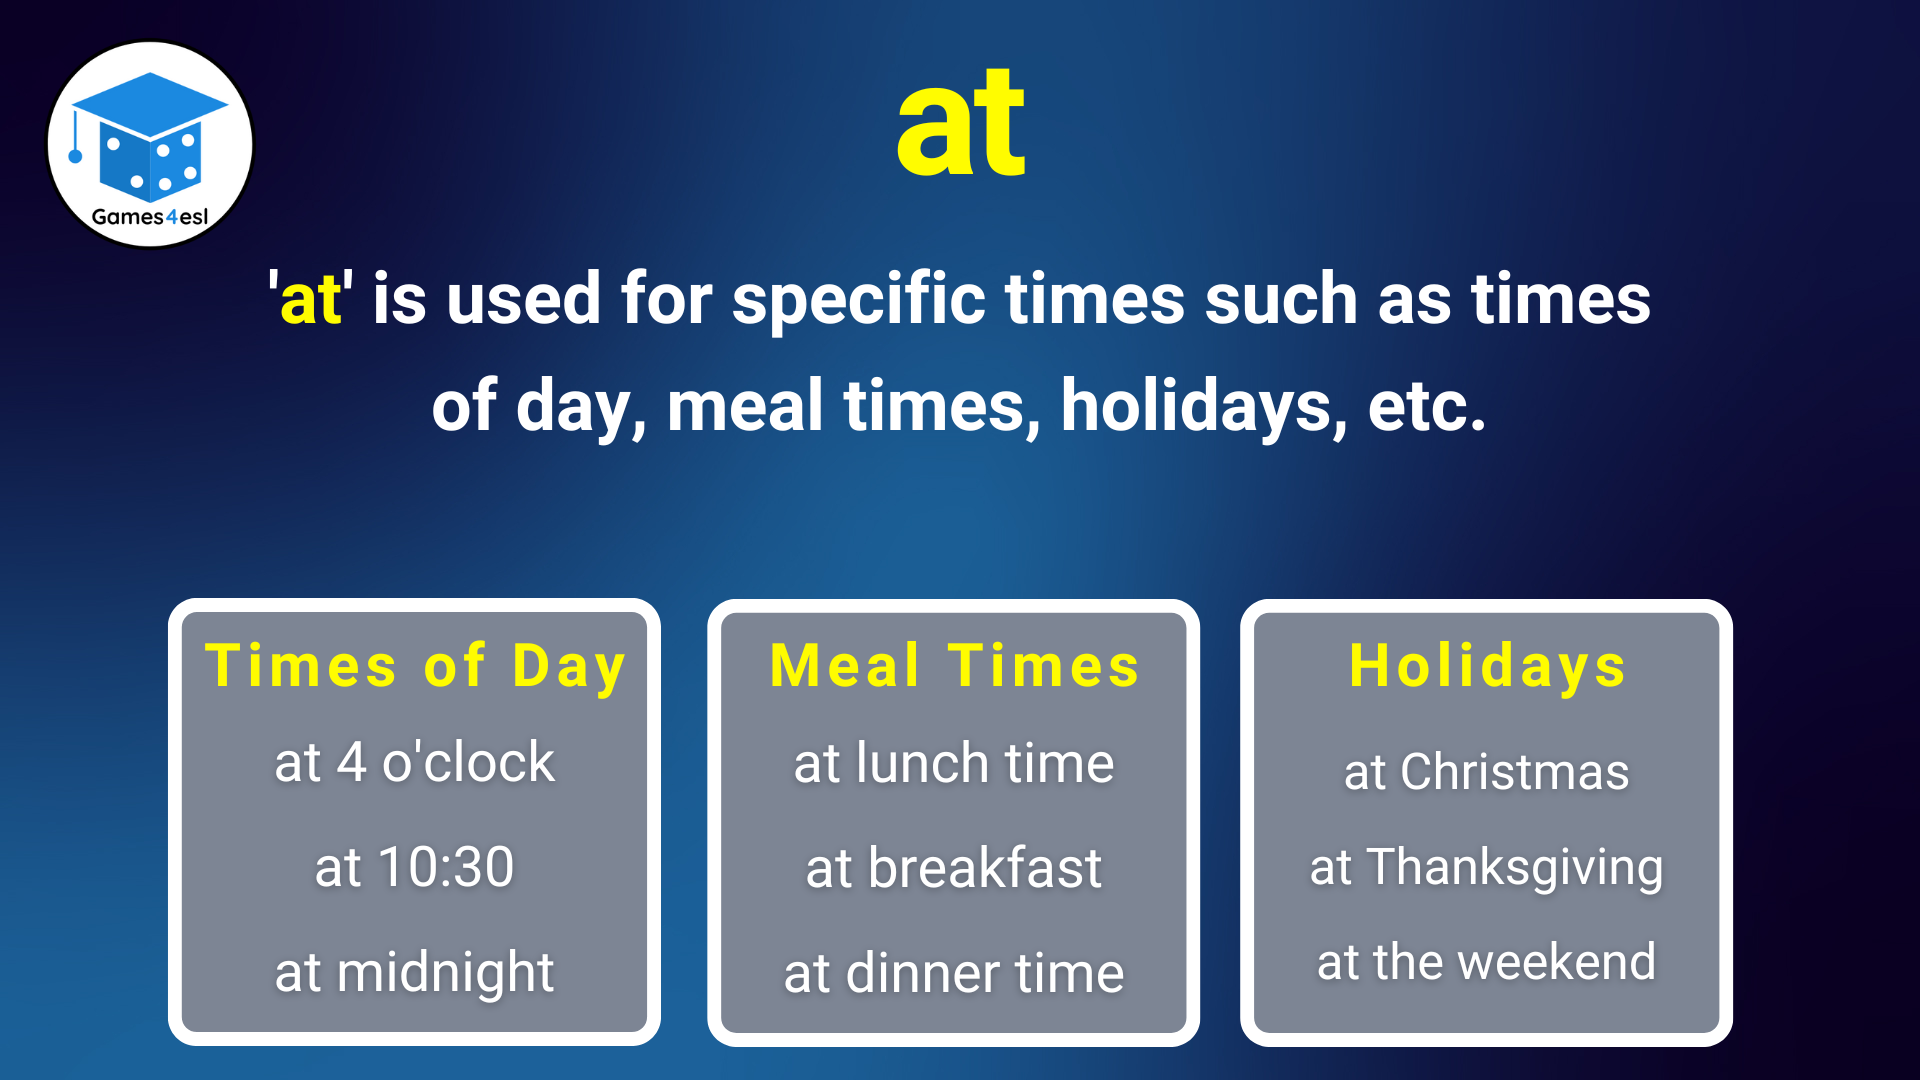 Games4esl
at
'at' is used for specific times such as times
of day, meal times, holidays, etc.
Times of Day
at 4 o'clock
at 10:30
at midnight
Meal Times
at lunch time
at breakfast
at dinner time
Holidays
at Christmas
at Thanksgiving
at the weekend